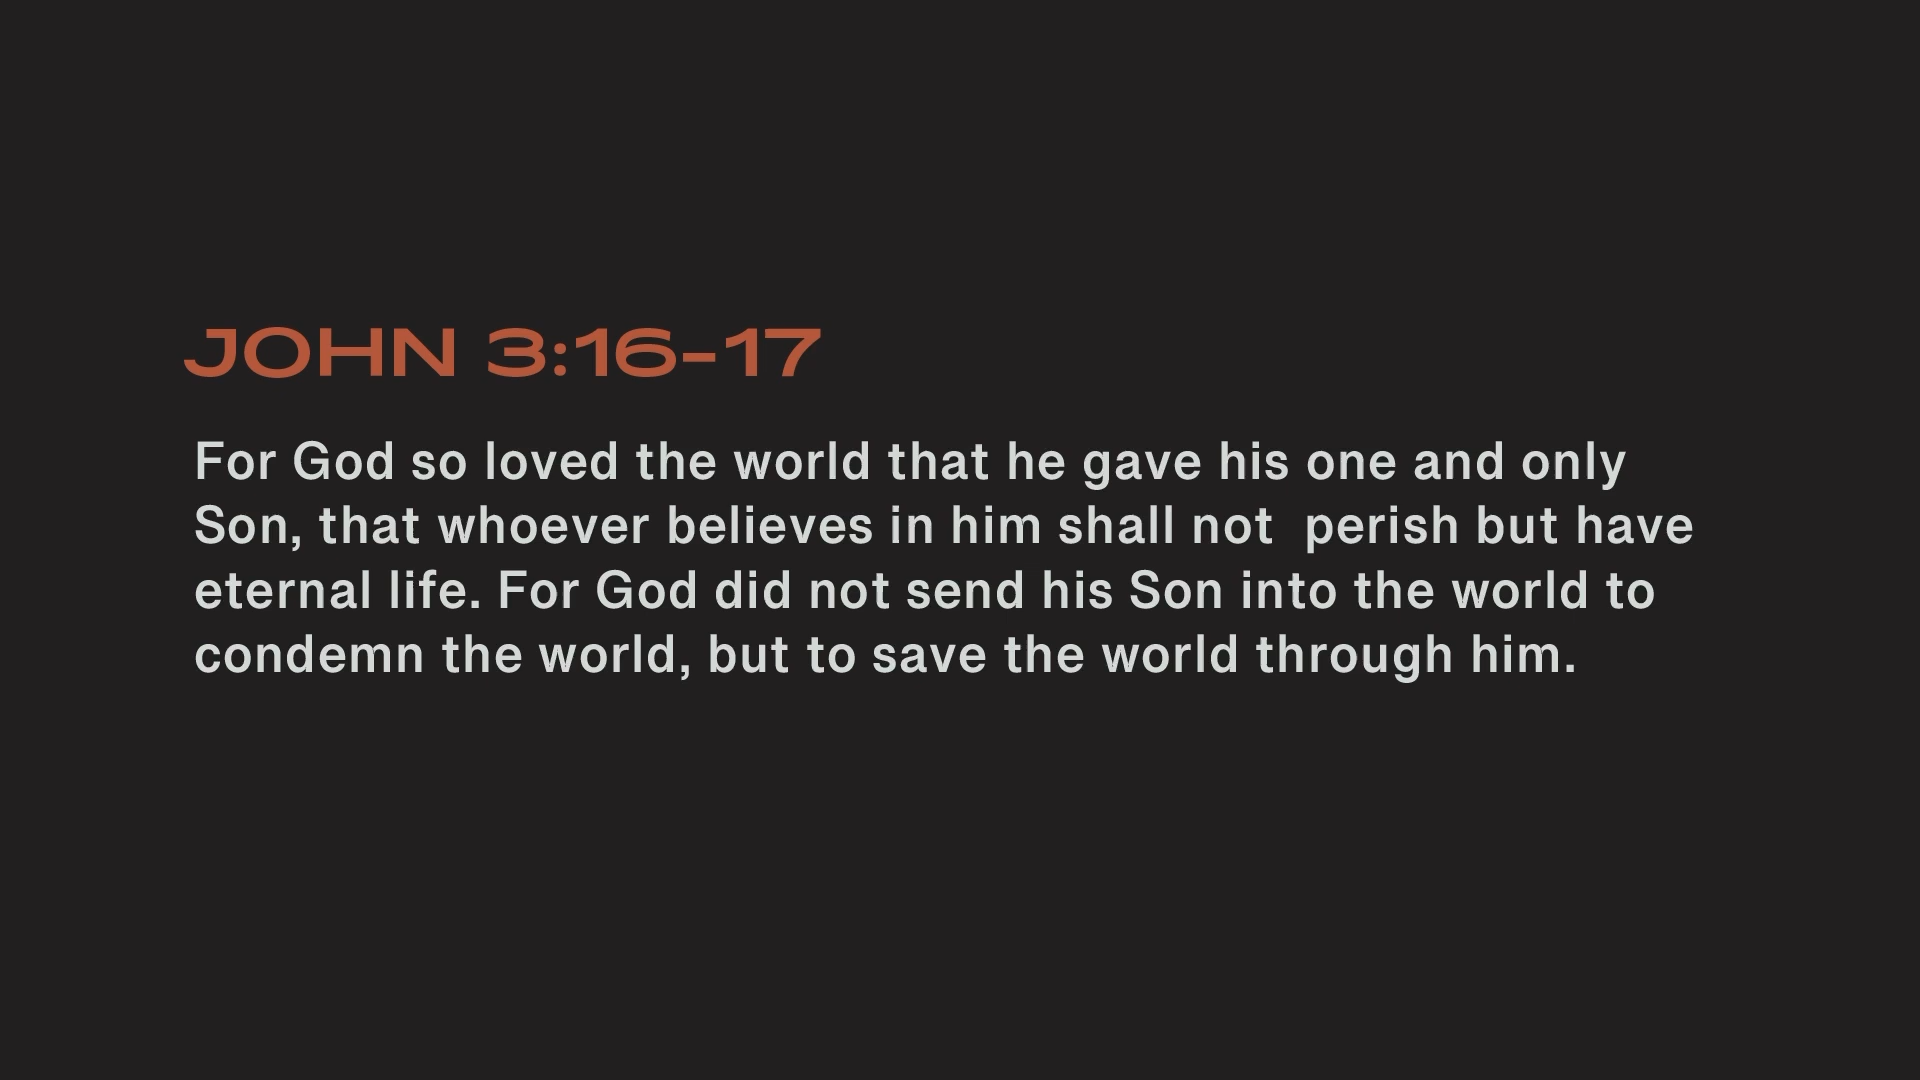 JOHN 3:16-17
For God so loved the world that he gave his one and only
Son, that whoever believes in him shall not  perish but have
eternal life. For God did not send his Son into the world to
condemn the world, but to save the world through him.